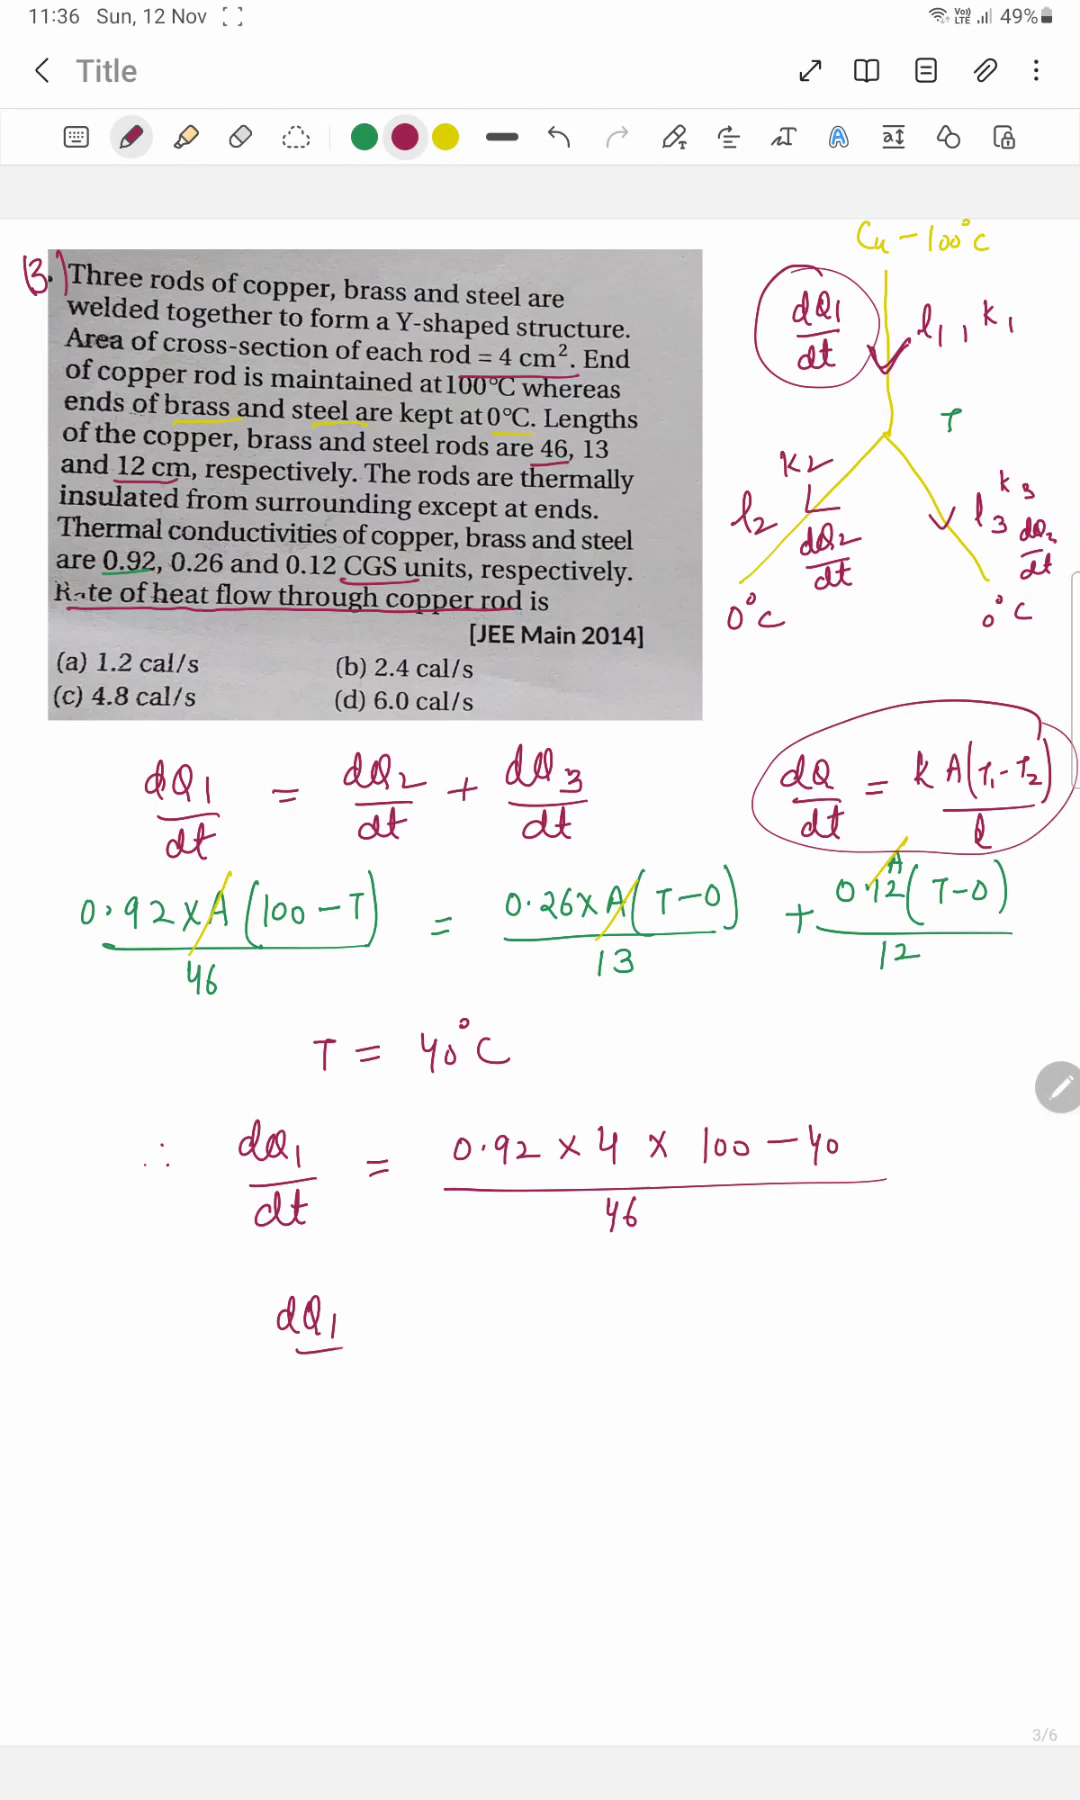 11:36 Sun, 12 Nov
Vo)) LTE 49%
Title
Cu - 100°C
13.)
Three rods of copper, brass and steel are
welded together to form a Y-shaped structure.
Area of cross-section of each rod = 4 cm². End
of copper rod is maintained at 100°C whereas
ends of brass and steel are kept at 0°C. Lengths
of the copper, brass and steel rods are 46, 13
and 12 cm, respectively. The rods are thermally
insulated from surrounding except at ends.
Thermal conductivities of copper, brass and steel
are 0.92, 0.26 and 0.12 CGS units, respectively.
Rate of heat flow through copper rod is
[JEE Main 2014]
(a) 1.2 cal/s (b) 2.4 cal/s
(c) 4.8 cal/s (d) 6.0 cal/s
dQ1/dt l1, k1
T
k2 l2 dQ2/dt
k3 l3 dQ3/dt
0°C 0°C
dQ1/dt = dQ2/dt + dQ3/dt
dQ/dt = kA(T1-T2)/l
0.92×A(100-T)/46 = 0.26×A(T-0)/13 + 0.12A(T-0)/12
T = 40°C
∴ dQ1/dt = 0.92 × 4 × 100-40/46
dQ1
3/6